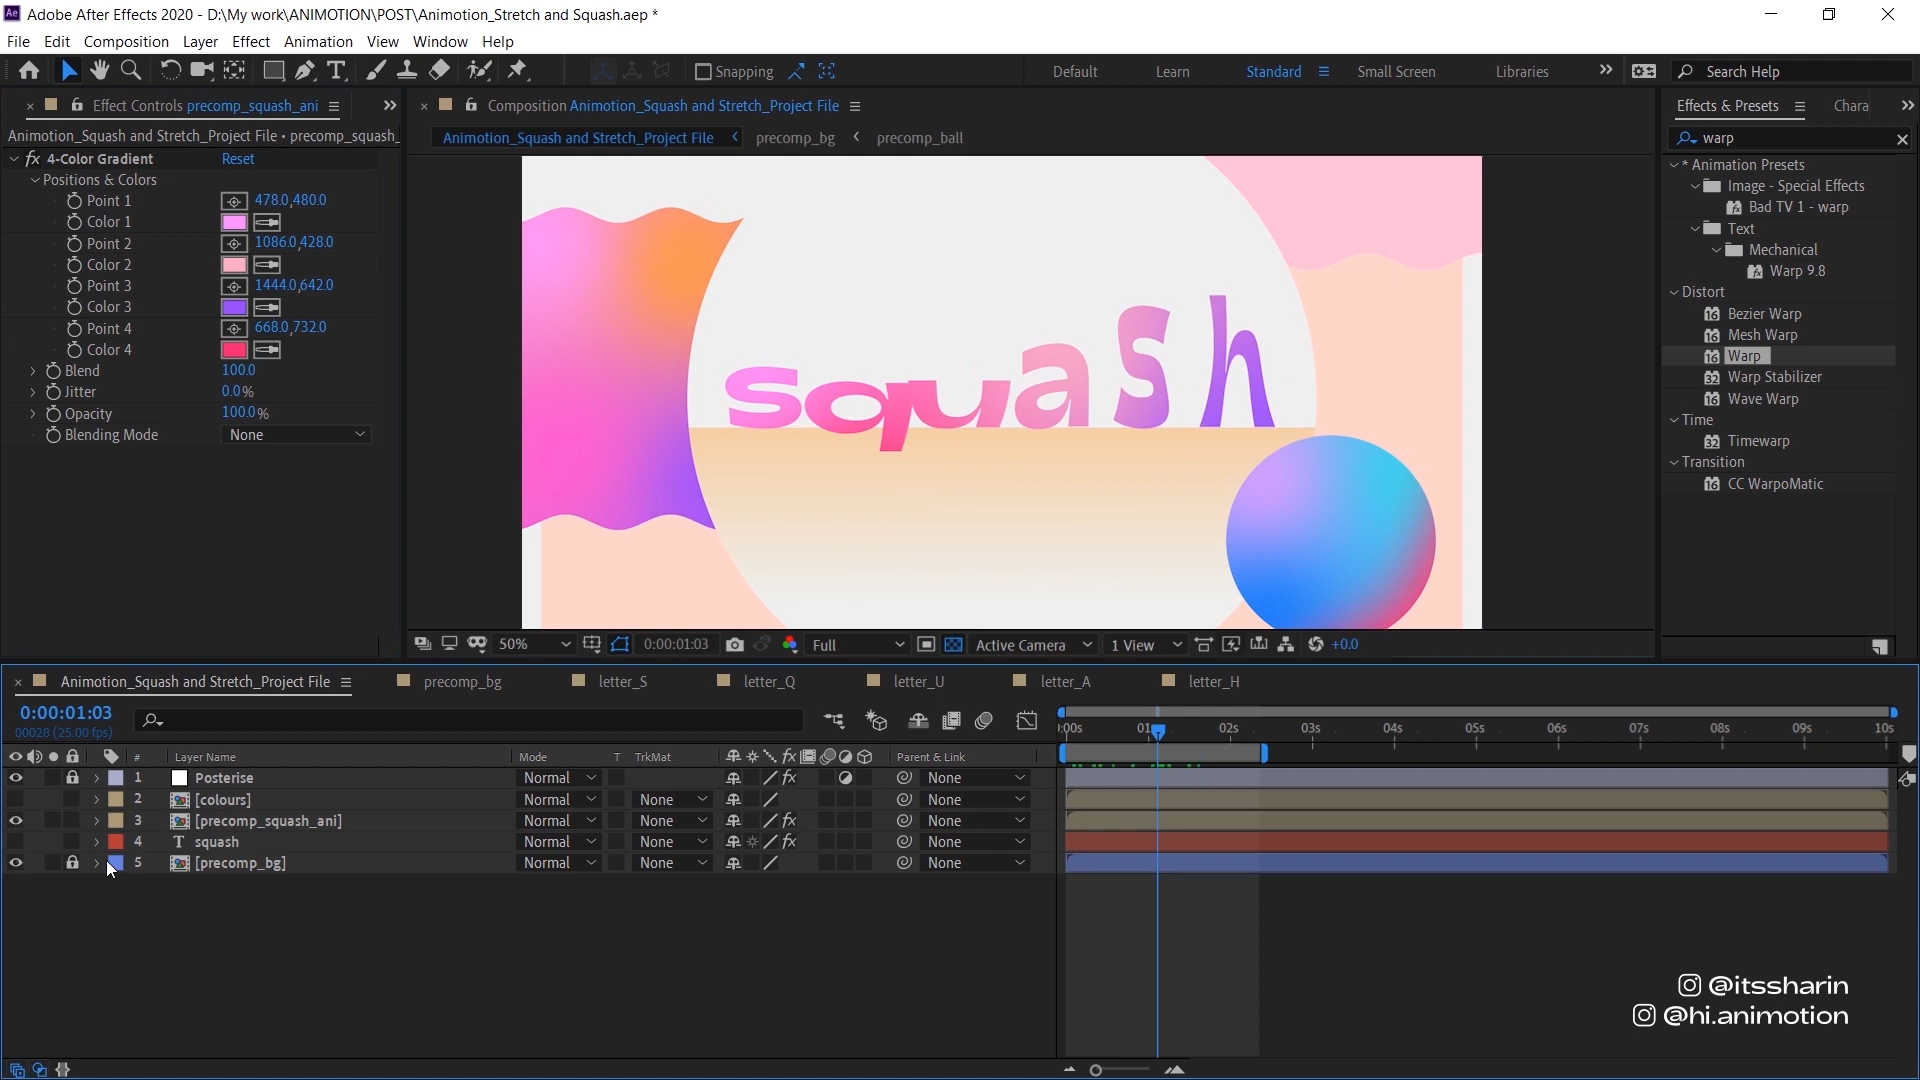 Adobe After Effects 2020 - D:\My work\ANIMOTION\POST\Animotion_Stretch and Squash.aep *
File Edit Composition Layer Effect Animation View Window Help
Snapping Default Learn Standard Small Screen Libraries Search Help
Effect Controls precomp_squash_ani
Animotion_Squash and Stretch_Project File • precomp_squash_
fx 4-Color Gradient Reset
Positions & Colors
Point 1 478.0,480.0
Color 1
Point 2 1086.0,428.0
Color 2
Point 3 1444.0,642.0
Color 3
Point 4 668.0,732.0
Color 4
Blend 100.0
Jitter 0.0%
Opacity 100.0%
Blending Mode None
Composition Animotion_Squash and Stretch_Project File
Animotion_Squash and Stretch_Project File precomp_bg precomp_ball
squash
50% 0:00:01:03 Full Active Camera 1 View +0.0
Effects & Presets Chara
warp
* Animation Presets
Image - Special Effects
Bad TV 1 - warp
Text
Mechanical
Warp 9.8
Distort
Bezier Warp
Mesh Warp
Warp
Warp Stabilizer
Wave Warp
Time
Timewarp
Transition
CC WarpoMatic
Animotion_Squash and Stretch_Project File precomp_bg letter_S letter_Q letter_U letter_A letter_H
0:00:01:03
00028 (25.00 fps)
:00s 01 02s 03s 04s 05s 06s 07s 08s 09s 10s
# Layer Name Mode T TrkMat fx Parent & Link
1 Posterise Normal fx None
2 [colours] Normal None None
3 [precomp_squash_ani] Normal None fx None
4 T squash Normal None fx None
5 [precomp_bg] Normal None None
@itssharin
@hi.animotion